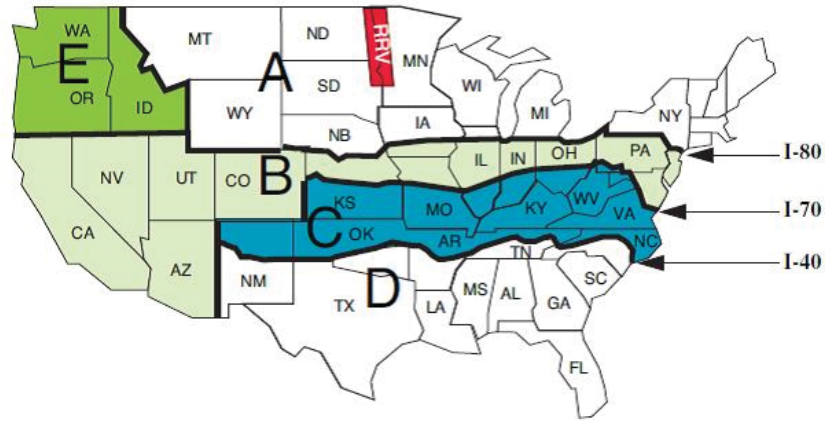 WA
MT
ND
RRV
MN
E
A
OR
ID
WY
SD
WI
MI
NY
NB
IA
I-80
NV
UT
CO
B
IL
IN
OH
PA
KS
MO
KY
WV
VA
I-70
CA
C
OK
AR
NC
AZ
NM
TN
I-40
D
TX
LA
MS
AL
GA
SC
FL